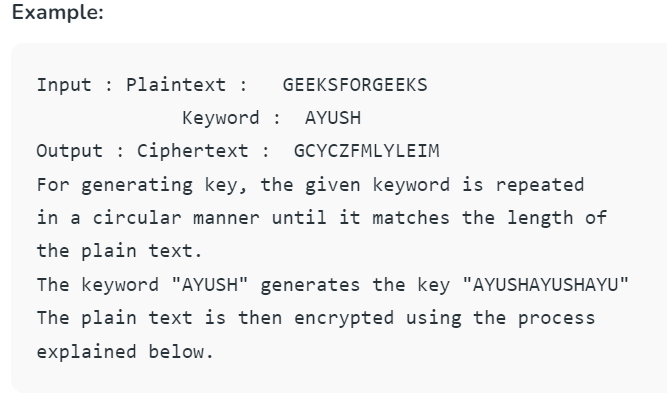 Example:
Input : Plaintext :   GEEKSFORGEEKS
             Keyword :  AYUSH
Output : Ciphertext :  GCYCZFMLYLEIM
For generating key, the given keyword is repeated
in a circular manner until it matches the length of
the plain text.
The keyword "AYUSH" generates the key "AYUSHAYUSHAYU"
The plain text is then encrypted using the process
explained below.